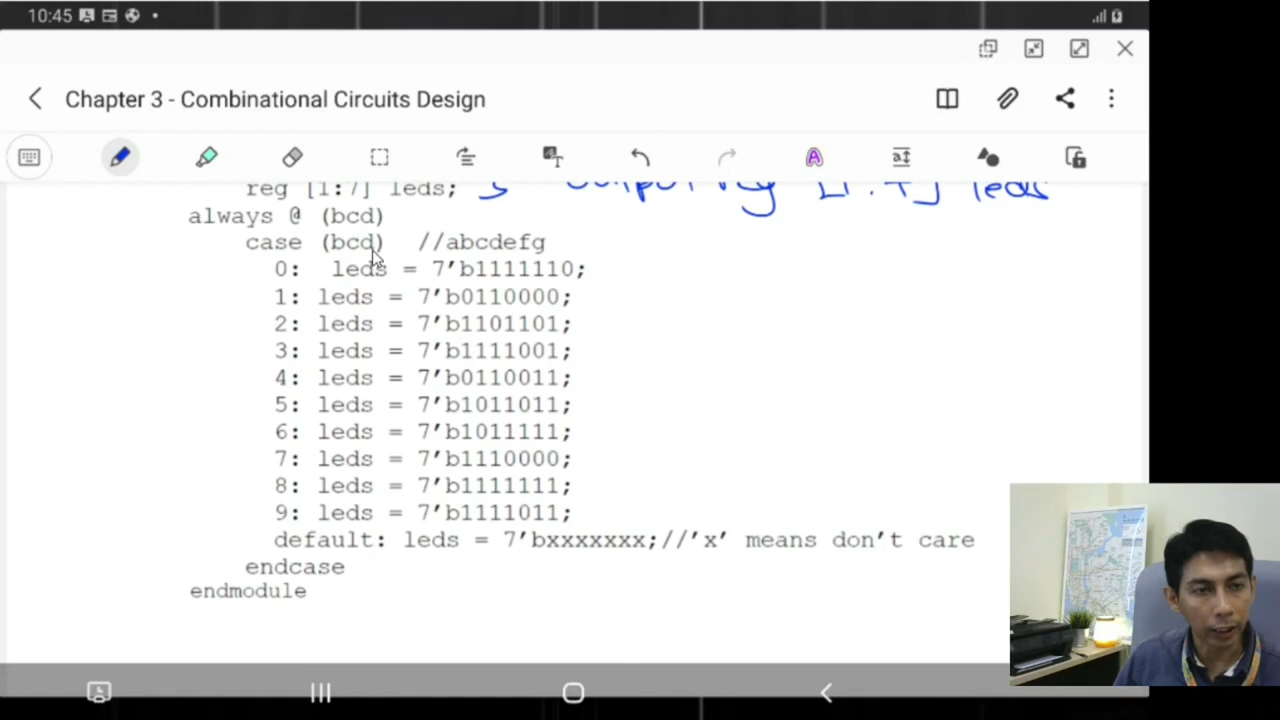 10:45
Chapter 3 - Combinational Circuits Design
reg [1:7] leds; [1:7] leds
always @ (bcd)
case (bcd) //abcdefg
0: leds = 7'b1111110;
1: leds = 7'b0110000;
2: leds = 7'b1101101;
3: leds = 7'b1111001;
4: leds = 7'b0110011;
5: leds = 7'b1011011;
6: leds = 7'b1011111;
7: leds = 7'b1110000;
8: leds = 7'b1111111;
9: leds = 7'b1111011;
default: leds = 7'bxxxxxxx;//'x' means don't care
endcase
endmodule